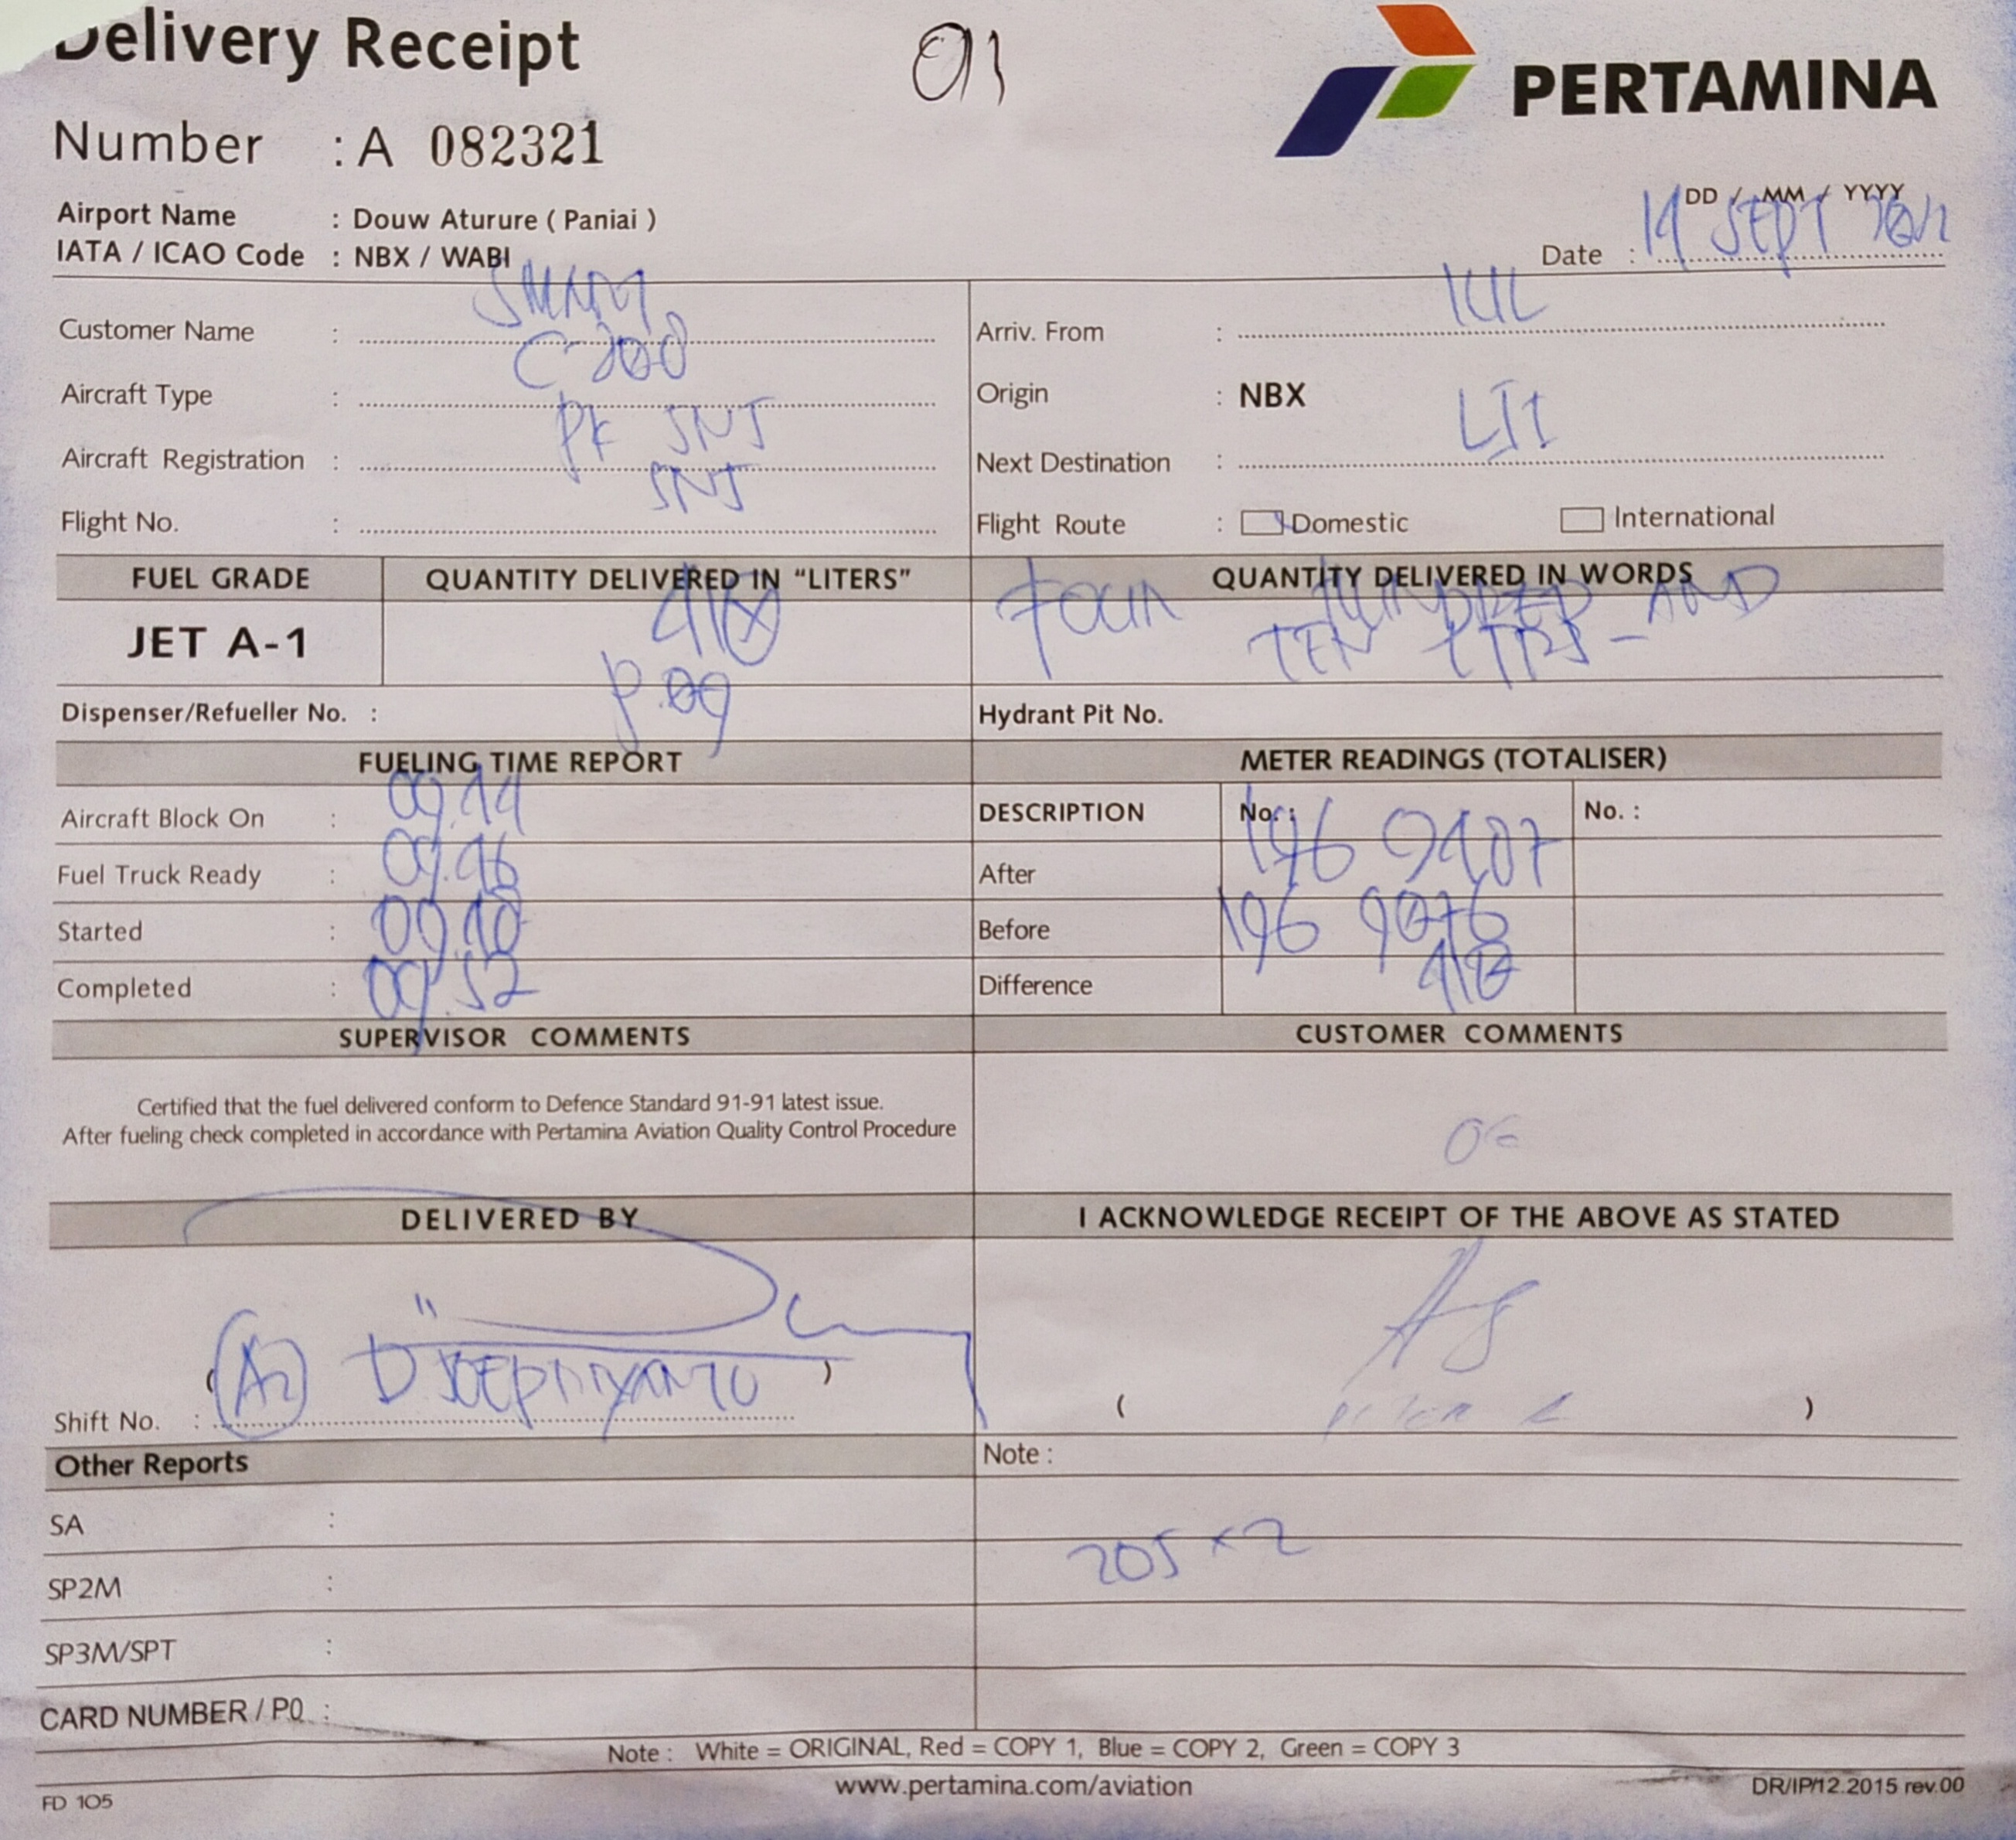 Delivery Receipt
PERTAMINA
Number : A 082321
DD / MM / YYYY
Airport Name : Douw Aturure ( Paniai )
IATA / ICAO Code : NBX / WABI
Date : 19 SEPT
Customer Name :
Arriv. From :
Aircraft Type : C-208
Origin : NBX
Aircraft Registration : PK SNJ
Next Destination :
Flight No. : SNJ
Flight Route : Domestic International
FUEL GRADE QUANTITY DELIVERED IN “LITERS” QUANTITY DELIVERED IN WORDS
JET A-1 410 FOUR HUNDRED AND
TEN LTRS -
Dispenser/Refueller No. : Hydrant Pit No.
FUELING TIME REPORT METER READINGS (TOTALISER)
Aircraft Block On : DESCRIPTION No. : No. :
Fuel Truck Ready : After
Started : Before
Completed : 09.52 Difference 410
SUPERVISOR COMMENTS CUSTOMER COMMENTS
Certified that the fuel delivered conform to Defence Standard 91-91 latest issue.
After fueling check completed in accordance with Pertamina Aviation Quality Control Procedure
DELIVERED BY I ACKNOWLEDGE RECEIPT OF THE ABOVE AS STATED
( ) ( )
Shift No. :
Other Reports Note :
SA :
205 x 2
SP2M :
SP3M/SPT :
CARD NUMBER / PO :
Note : White = ORIGINAL, Red = COPY 1, Blue = COPY 2, Green = COPY 3
www.pertamina.com/aviation
FD 105
DR/IP/12.2015 rev.00